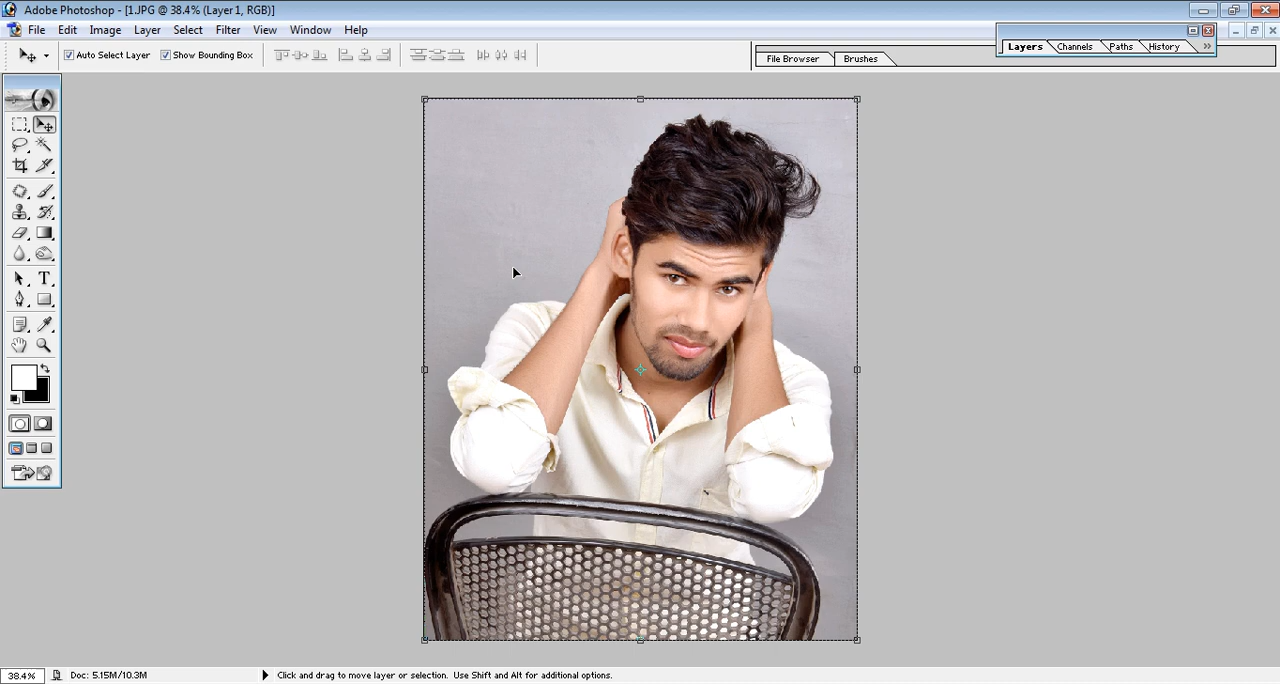 Adobe Photoshop - [1.JPG @ 38.4% (Layer 1, RGB)]
File Edit Image Layer Select Filter View Window Help
Auto Select Layer Show Bounding Box
File Browser Brushes
Layers Channels Paths History
T
38.4% Doc: 5.15M/10.3M Click and drag to move layer or selection. Use Shift and Alt for additional options.